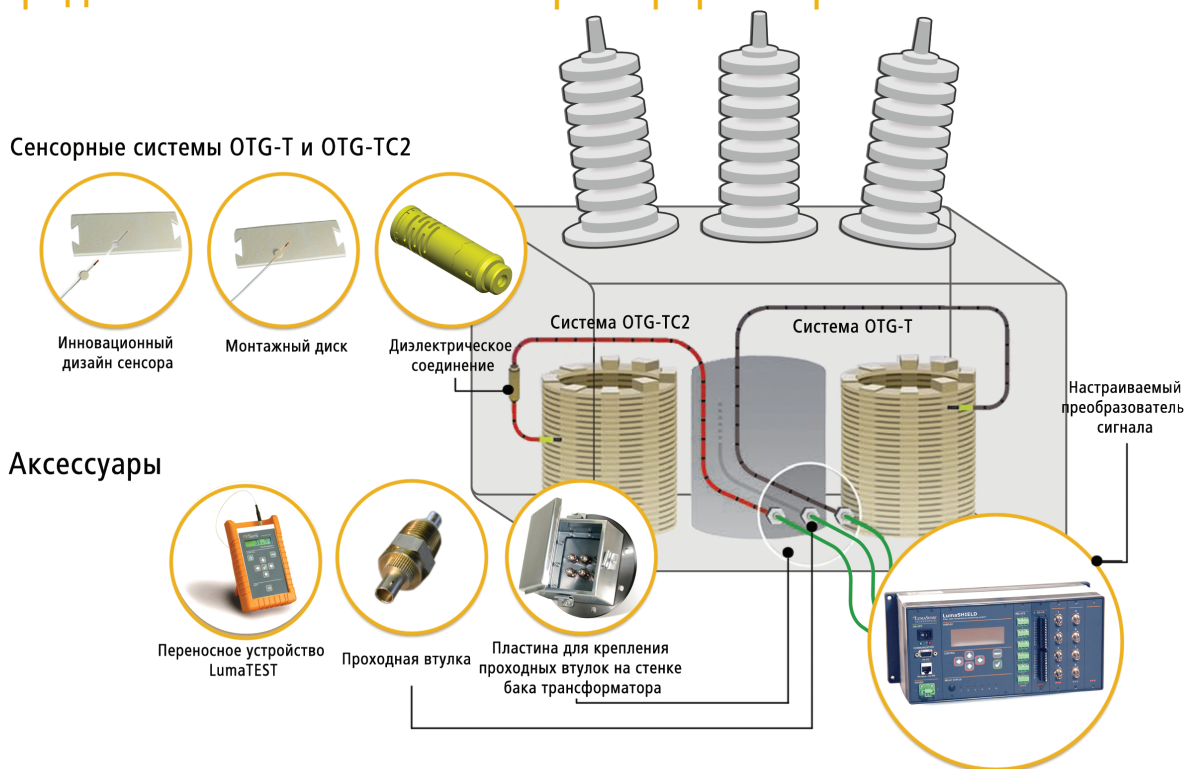 Сенсорные системы OTG-T и OTG-TC2
Инновационный
дизайн сенсора
Монтажный диск
Диэлектрическое
соединение
Система OTG-TC2
Система OTG-T
Настраиваемый
преобразователь
сигнала
Аксессуары
Переносное устройство
LumaTEST
Проходная втулка
Пластина для крепления
проходных втулок на стенке
бака трансформатора
LumaSHIELD